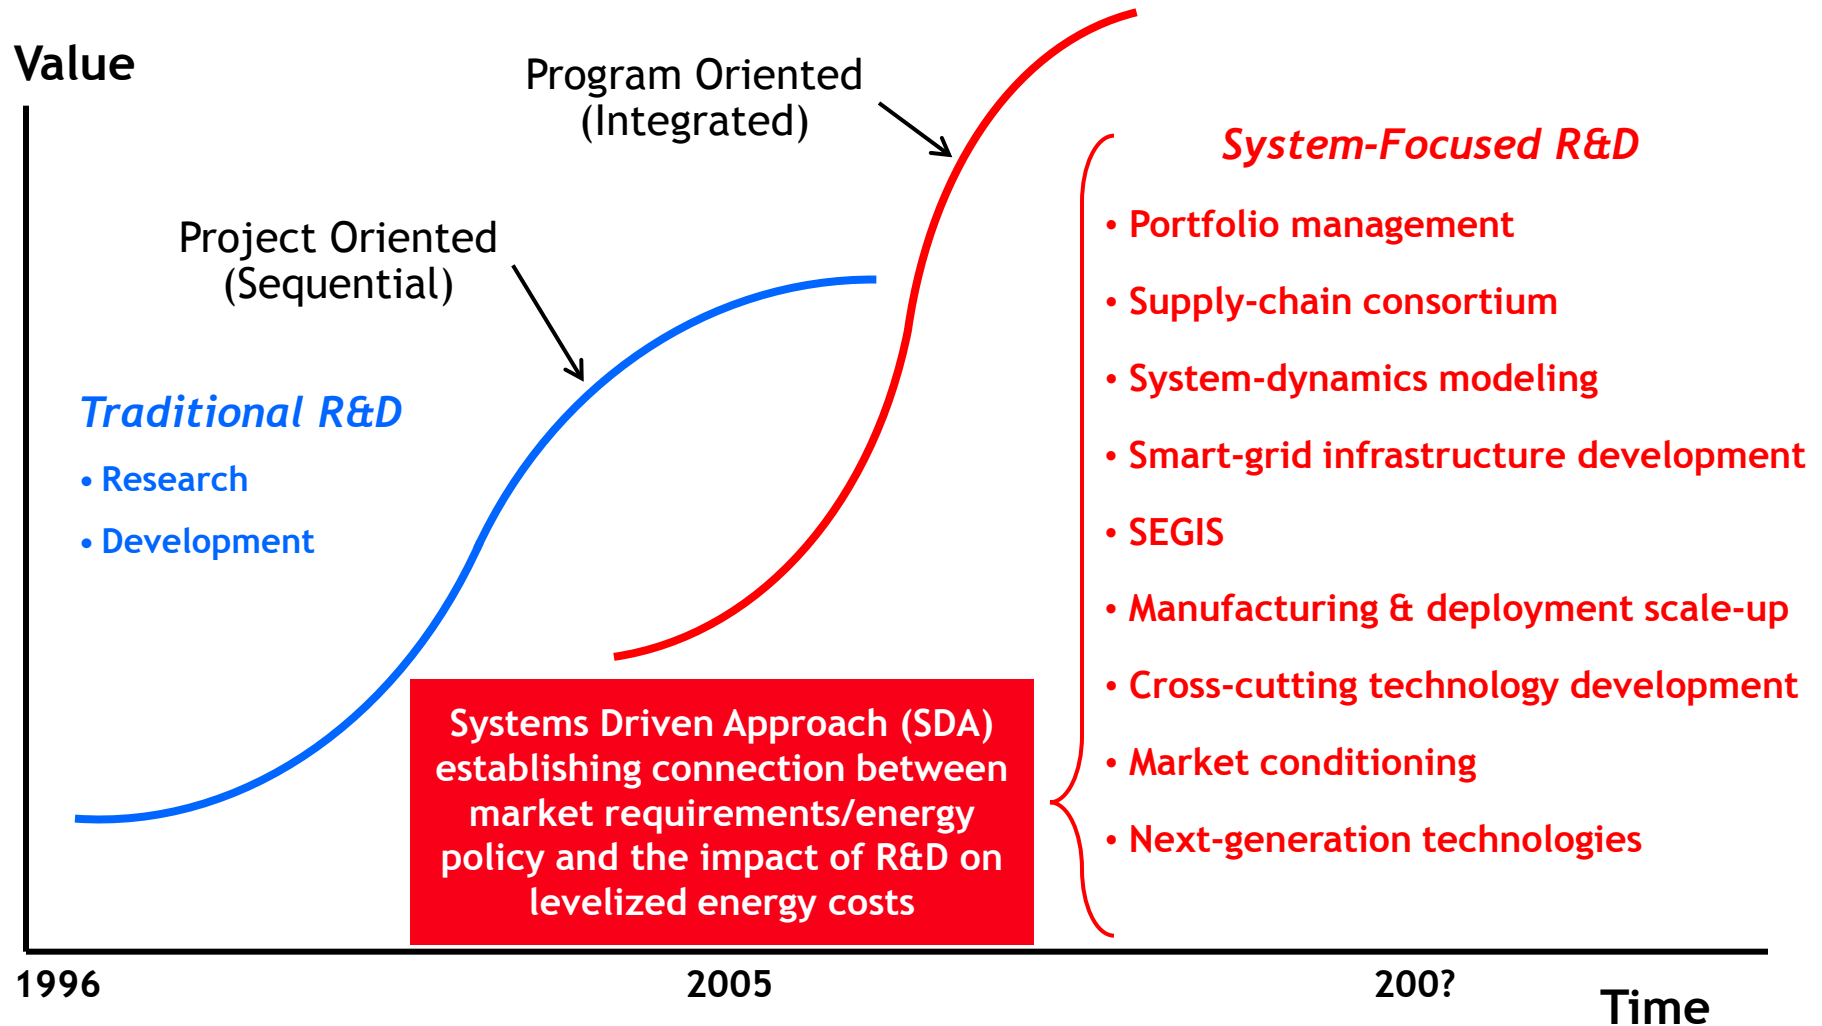 Value
Program Oriented
(Integrated)
System-Focused R&D
Project Oriented
(Sequential)
Traditional R&D
• Research
• Development
• Portfolio management
• Supply-chain consortium
• System-dynamics modeling
• Smart-grid infrastructure development
• SEGIS
• Manufacturing & deployment scale-up
• Cross-cutting technology development
• Market conditioning
• Next-generation technologies
Systems Driven Approach (SDA)
establishing connection between
market requirements/energy
policy and the impact of R&D on
levelized energy costs
1996
2005
200?
Time